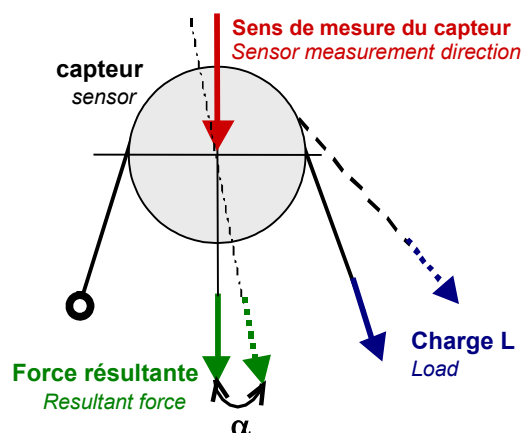 Sens de mesure du capteur
Sensor measurement direction
capteur
sensor
Charge L
Load
Force résultante
Resultant force
α